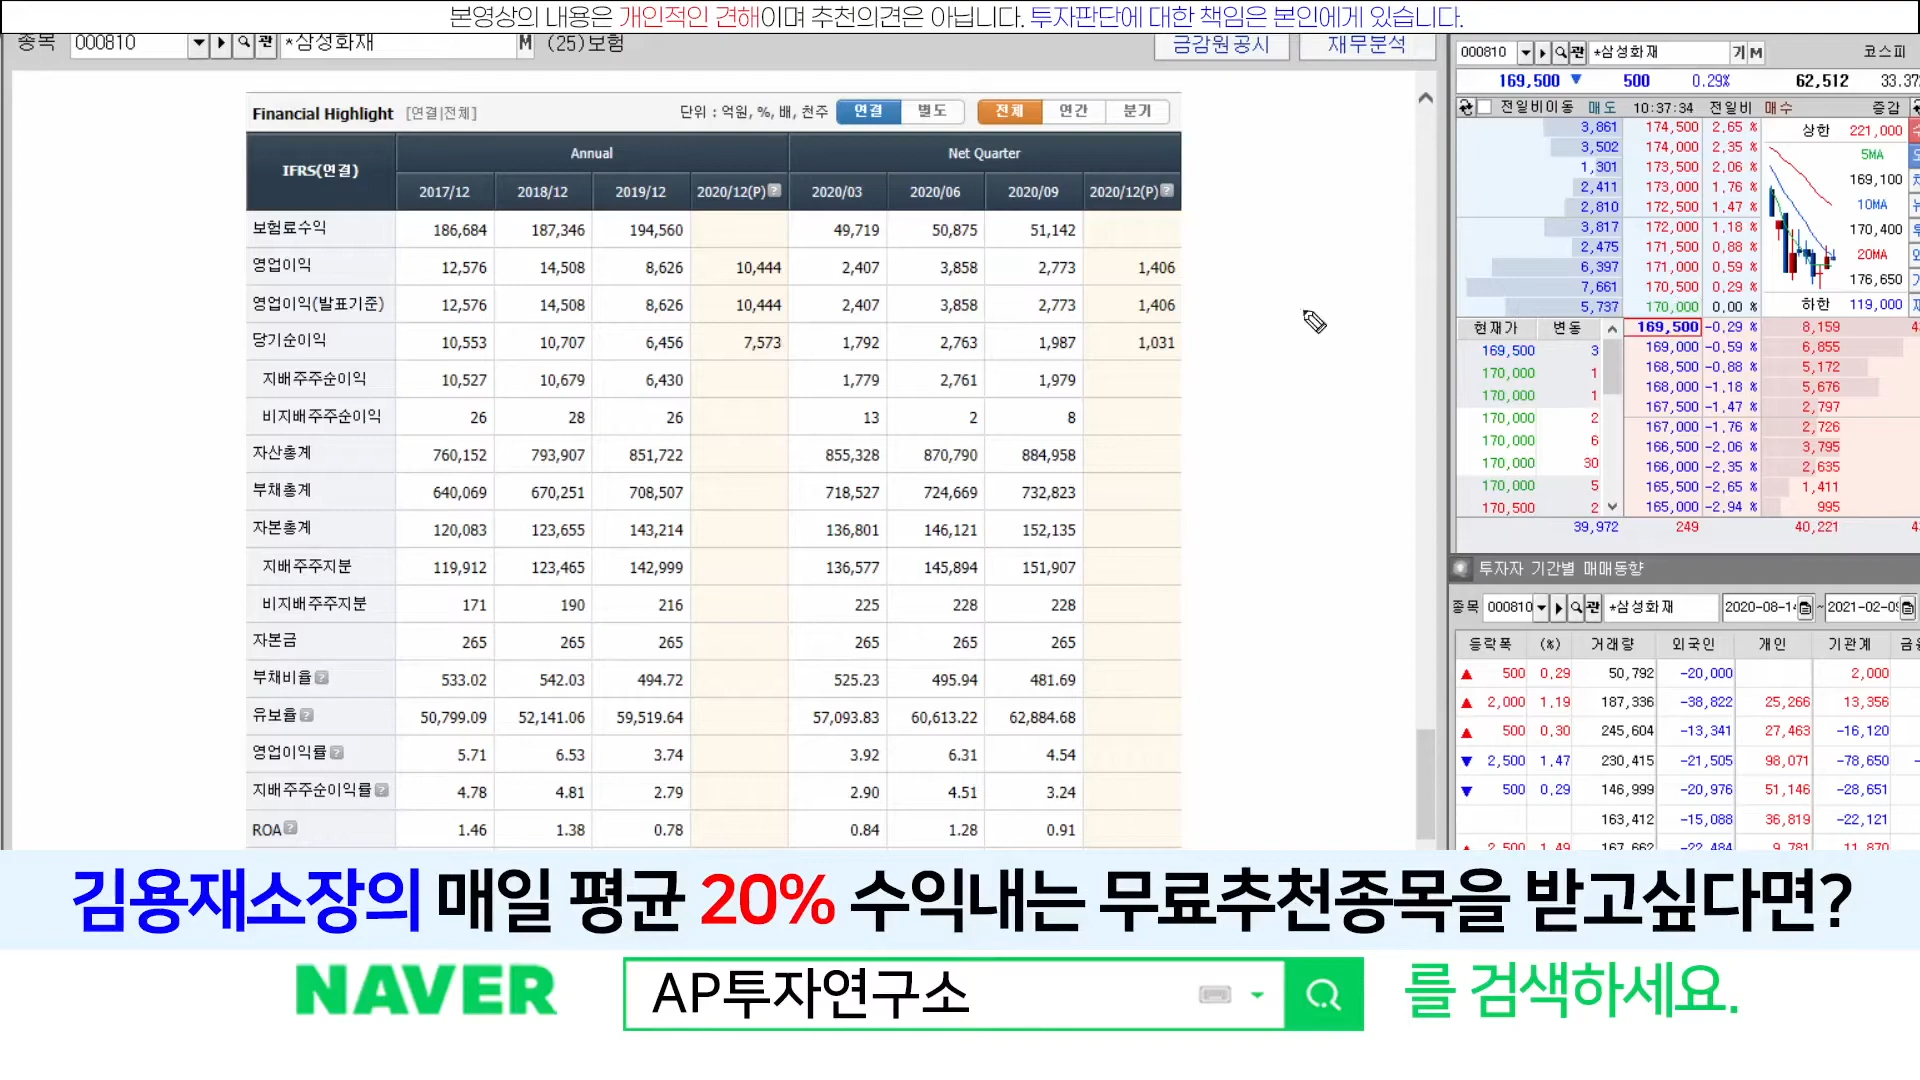 본영상의 내용은 개인적인 견해이며 추천의견은 아닙니다. 투자판단에 대한 책임은 본인에게 있습니다.
종목 000810 관 *삼성화재 M (25)보험 금감원공시 재무분석
Financial Highlight [연결|전체] 단위 : 억원, %, 배, 천주 연결 별도 전체 연간 분기
IFRS(연결) Annual Net Quarter
2017/12 2018/12 2019/12 2020/12(P) 2020/03 2020/06 2020/09 2020/12(P)
보험료수익 186,684 187,346 194,560 49,719 50,875 51,142
영업이익 12,576 14,508 8,626 10,444 2,407 3,858 2,773 1,406
영업이익(발표기준) 12,576 14,508 8,626 10,444 2,407 3,858 2,773 1,406
당기순이익 10,553 10,707 6,456 7,573 1,792 2,763 1,987 1,031
지배주주순이익 10,527 10,679 6,430 1,779 2,761 1,979
비지배주주순이익 26 28 26 13 2 8
자산총계 760,152 793,907 851,722 855,328 870,790 884,958
부채총계 640,069 670,251 708,507 718,527 724,669 732,823
자본총계 120,083 123,655 143,214 136,801 146,121 152,135
지배주주지분 119,912 123,465 142,999 136,577 145,894 151,907
비지배주주지분 171 190 216 225 228 228
자본금 265 265 265 265 265 265
부채비율 533.02 542.03 494.72 525.23 495.94 481.69
유보율 50,799.09 52,141.06 59,519.64 57,093.83 60,613.22 62,884.68
영업이익률 5.71 6.53 3.74 3.92 6.31 4.54
지배주주순이익률 4.78 4.81 2.79 2.90 4.51 3.24
ROA 1.46 1.38 0.78 0.84 1.28 0.91
000810 관 *삼성화재 기 M 코스피
169,500 ▼ 500 0.29% 62,512 33.37
전일비이동 매도 10:37:34 전일비 매수 증감
3,861 174,500 2.65 % 상한 221,000
3,502 174,000 2.35 % 5MA
1,301 173,500 2.06 % 169,100
2,411 173,000 1.76 % 10MA
2,810 172,500 1.47 % 170,400
3,817 172,000 1.18 %
2,475 171,500 0.88 % 20MA
6,397 171,000 0.59 % 176,650
7,661 170,500 0.29 %
5,737 170,000 0.00 % 하한 119,000
현재가 변동 169,500 -0.29 % 8,159
169,500 3 169,000 -0.59 % 6,855
170,000 1 168,500 -0.88 % 5,172
170,000 1 168,000 -1.18 % 5,676
170,000 2 167,500 -1.47 % 2,797
170,000 6 167,000 -1.76 % 2,726
170,000 30 166,500 -2.06 % 3,795
170,000 5 166,000 -2.35 % 2,635
170,500 2 165,500 -2.65 % 1,411
165,000 -2.94 % 995
39,972 249 40,221
투자자 기간별 매매동향
종목 000810 관 *삼성화재 2020-08-14 ~ 2021-02-09
등락폭 (%) 거래량 외국인 개인 기관계
▲ 500 0.29 50,792 -20,000 2,000
▲ 2,000 1.19 187,336 -38,822 25,266 13,356
▲ 500 0.30 245,604 -13,341 27,463 -16,120
▼ 2,500 1.47 230,415 -21,505 98,071 -78,650
▼ 500 0.29 146,999 -20,976 51,146 -28,651
163,412 -15,088 36,819 -22,121
▲ 2,500 1.49 167,662 -22,484 9,781 11,870
김용재소장의 매일 평균 20% 수익내는 무료추천종목을 받고싶다면?
NAVER AP투자연구소 를 검색하세요.